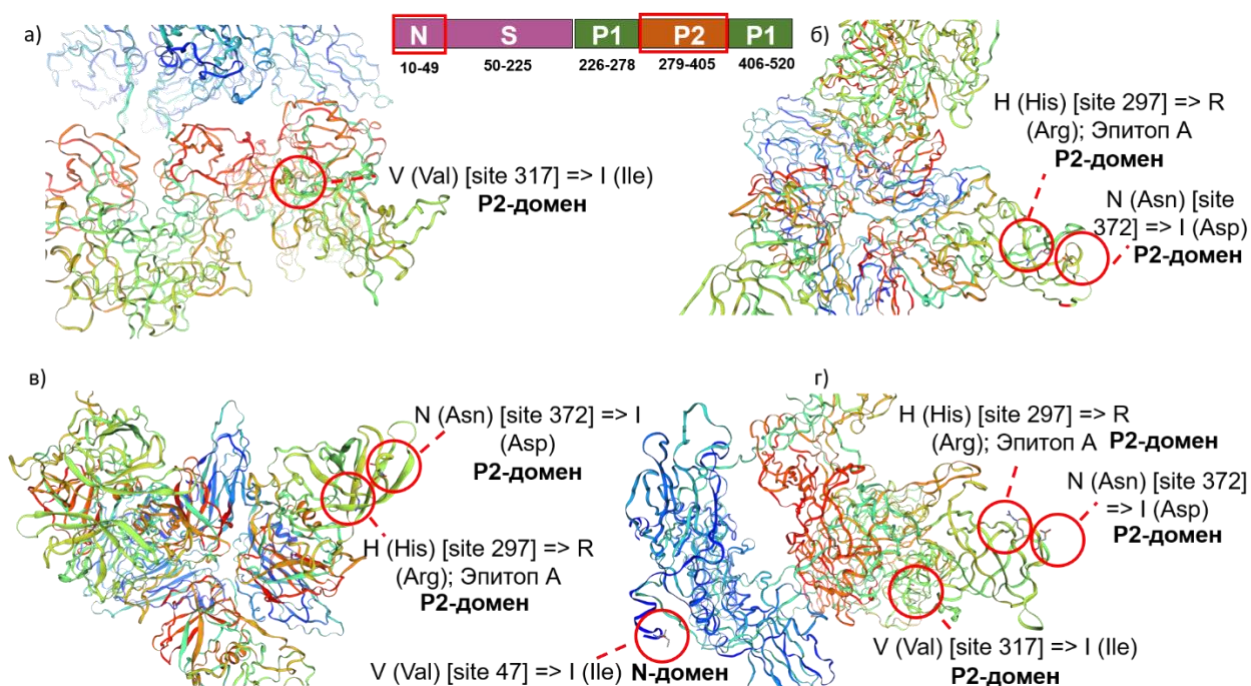 а)
N S P1 P2 P1
10-49 50-225 226-278 279-405 406-520
V (Val) [site 317] => I (Ile)
P2-домен
б)
H (His) [site 297] => R
(Arg); Эпитоп А
P2-домен
N (Asn) [site
372] => I (Asp)
P2-домен
в)
N (Asn) [site 372] => I
(Asp)
P2-домен
H (His) [site 297] => R
(Arg); Эпитоп А
P2-домен
г)
H (His) [site 297] => R
(Arg); Эпитоп А P2-домен
N (Asn) [site 372]
=> I (Asp)
P2-домен
V (Val) [site 317] => I (Ile)
P2-домен
V (Val) [site 47] => I (Ile) N-домен